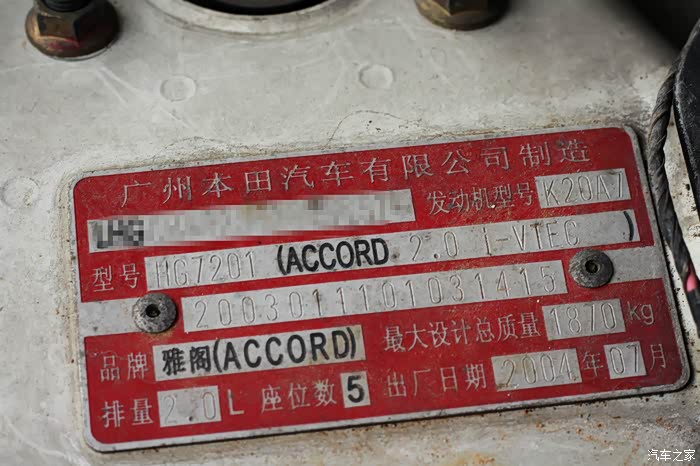 广州本田汽车有限公司制造
LHG 发动机型号 K20A7
型号 HG7201 (ACCORD 2.0 i-VTEC )
2003011101031415
品牌 雅阁(ACCORD) 最大设计总质量 1870 kg
排量 2.0 L 座位数 5 出厂日期 2004 年 07 月
汽车之家